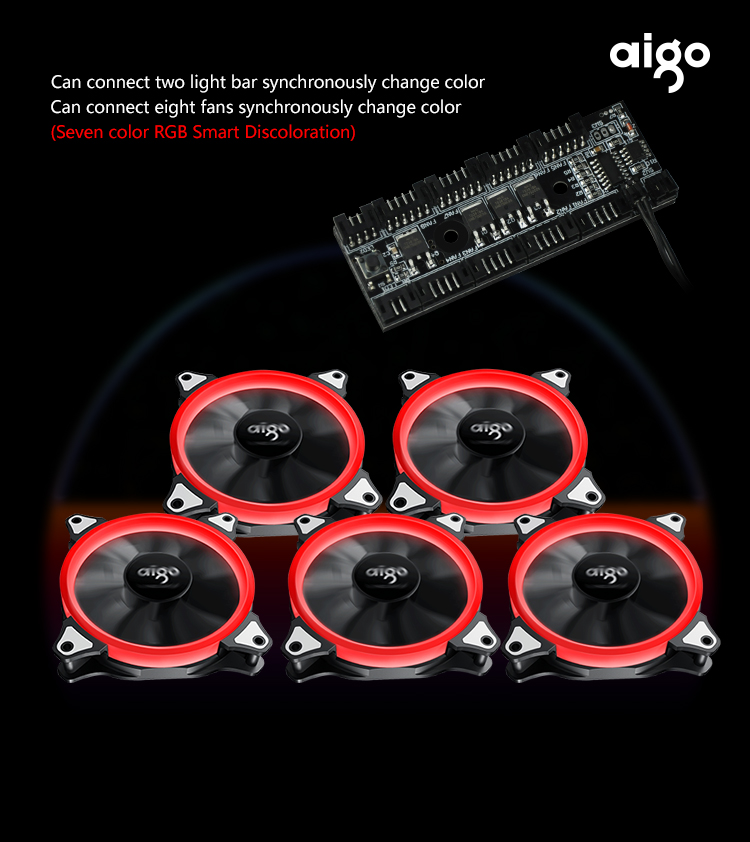 aigo
Can connect two light bar synchronously change color
Can connect eight fans synchronously change color
(Seven color RGB Smart Discoloration)
aigo
aigo
aigo
aigo
aigo